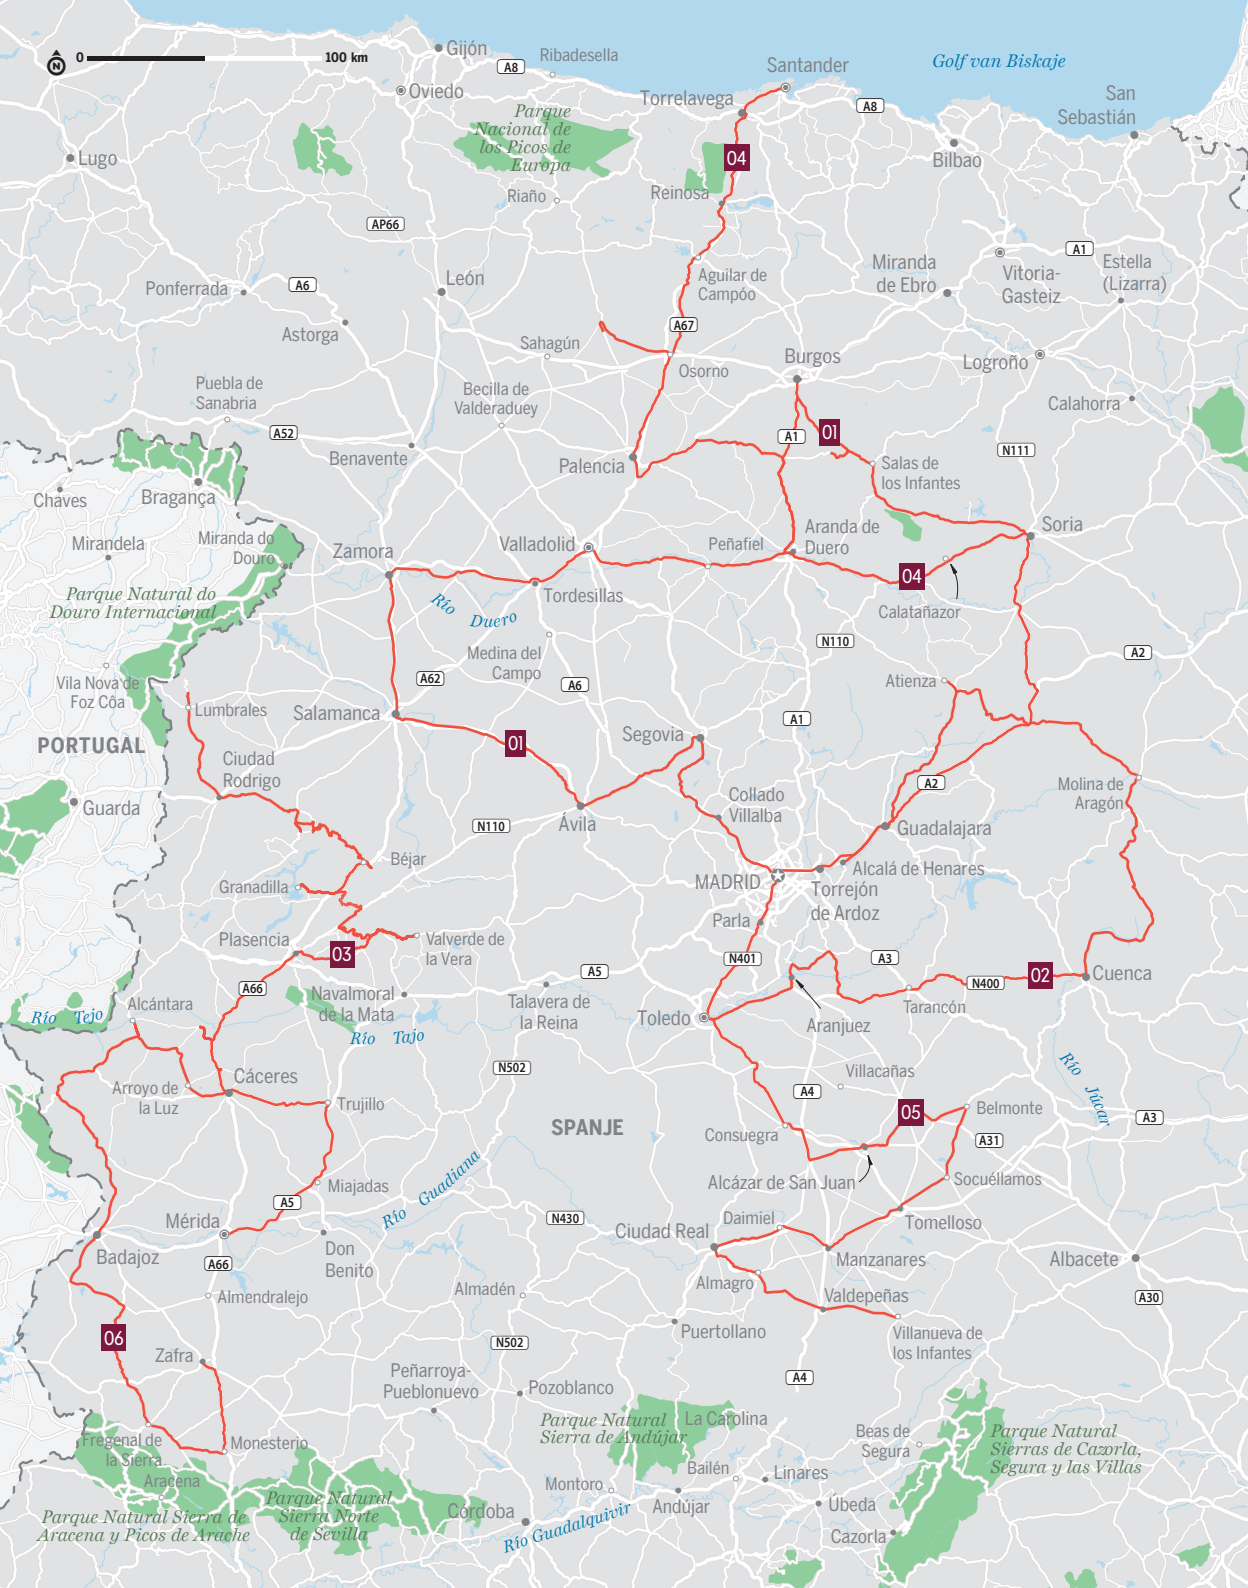 0
100 km
N
Gijón
A8
Ribadesella
Santander
Golf van Biskaje
Oviedo
Torrelavega
A8
San
Sebastián
Parque
Nacional de
los Picos de
Europa
Lugo
04
Bilbao
Riaño
Reinosa
AP66
A1
Miranda
de Ebro
Vitoria-
Gasteiz
Estella
(Lizarra)
León
Aguilar de
Campóo
Ponferrada
A6
Astorga
A67
Sahagún
Burgos
Logroño
Osorno
Puebla de
Sanabria
Becilla de
Valderaduey
Calahorra
A52
A1
01
N111
Benavente
Palencia
Salas de
los Infantes
Chaves
Bragança
Mirandela
Miranda do
Douro
Zamora
Valladolid
Peñafiel
Aranda de
Duero
Soria
04
Parque Natural do
Douro Internacional
Río Duero
Tordesillas
Calatañazor
Medina del
Campo
N110
A2
Vila Nova de
Foz Côa
A62
A6
Atienza
Lumbrales
Salamanca
A1
PORTUGAL
01
Segovia
Ciudad
Rodrigo
A2
Molina de
Aragón
Guarda
Collado
Villalba
N110
Ávila
Guadalajara
Béjar
Alcalá de Henares
Granadilla
MADRID
Torrejón
de Ardoz
Parla
Plasencia
03
Valverde de
la Vera
N401
A3
A5
02
Cuenca
A66
N400
Navalmoral
de la Mata
Talavera de
la Reina
Alcántara
Tarancón
Río Tejo
Toledo
Aranjuez
Río Tajo
N502
Río Júcar
Cáceres
Villacañas
Arroyo de
la Luz
Trujillo
A4
05
Belmonte
A3
SPANJE
Consuegra
A31
Miajadas
Río Guadiana
Alcázar de San Juan
Socuéllamos
A5
Mérida
N430
Ciudad Real
Daimiel
Tomelloso
Badajoz
Don
Benito
Manzanares
Albacete
A66
Almagro
Almendralejo
Almadén
Valdepeñas
A30
06
Puertollano
Villanueva de
los Infantes
N502
Zafra
Peñarroya-
Pueblonuevo
A4
Pozoblanco
Parque Natural
Sierra de Andújar
La Carolina
Fregenal de
la Sierra
Monesterio
Beas de
Segura
Parque Natural
Sierras de Cazorla,
Segura y las Villas
Aracena
Bailén
Linares
Montoro
Parque Natural
Sierra Norte
de Sevilla
Andújar
Úbeda
Parque Natural Sierra de
Aracena y Picos de Arache
Córdoba
Río Guadalquivir
Cazorla